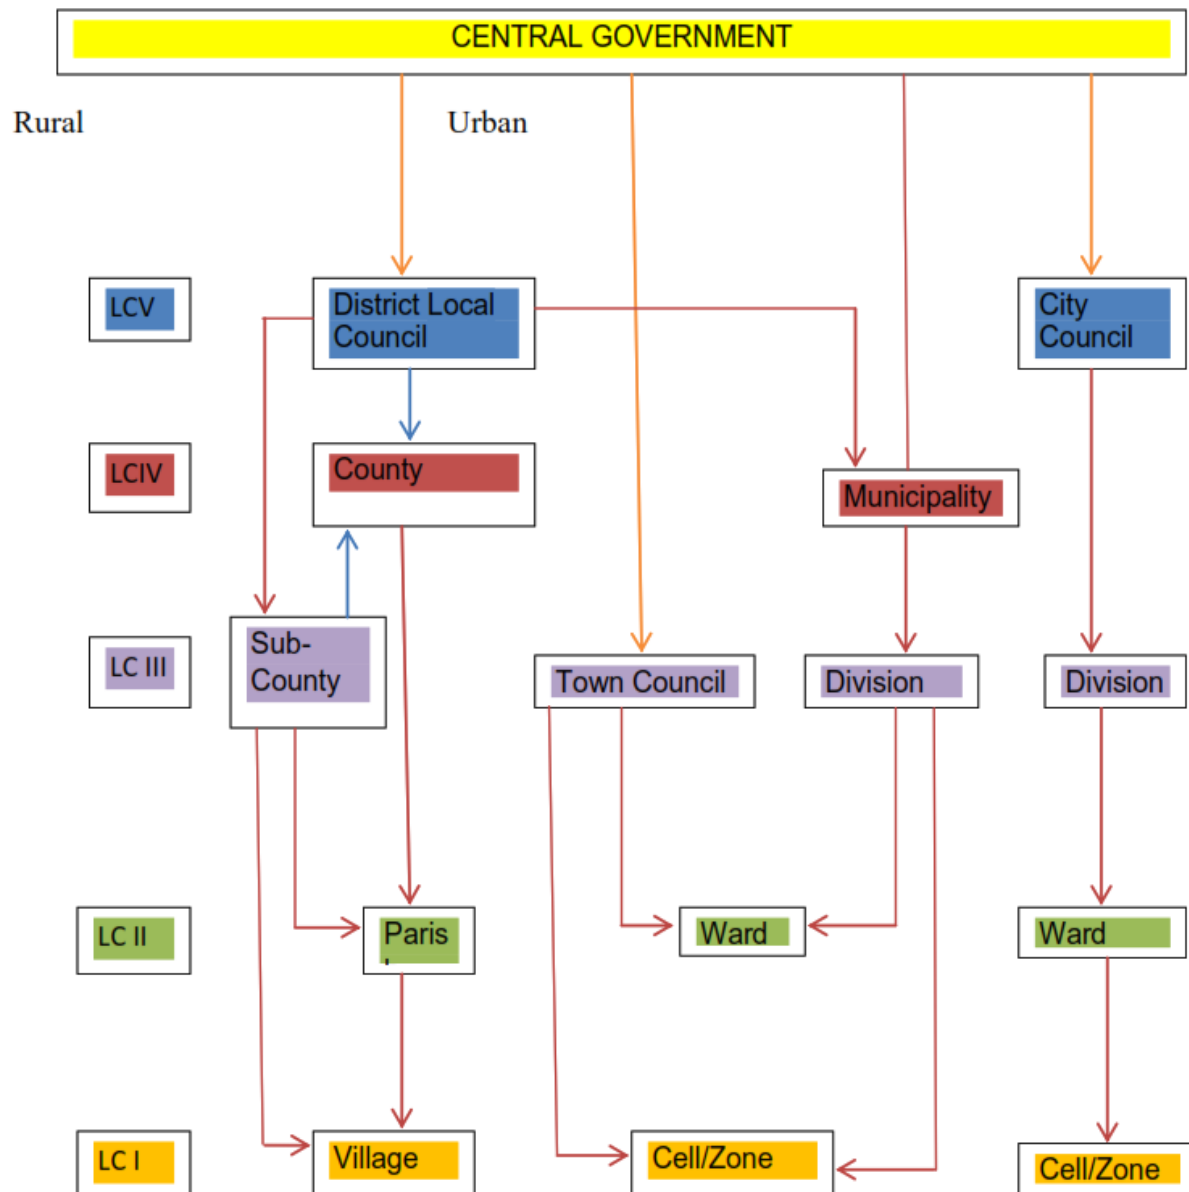 CENTRAL GOVERNMENT
Rural
Urban
LCV
District Local
Council
City
Council
LCIV
County
Municipality
LC III
Sub-
County
Town Council
Division
Division
LC II
Paris
Ward
Ward
LC I
Village
Cell/Zone
Cell/Zone